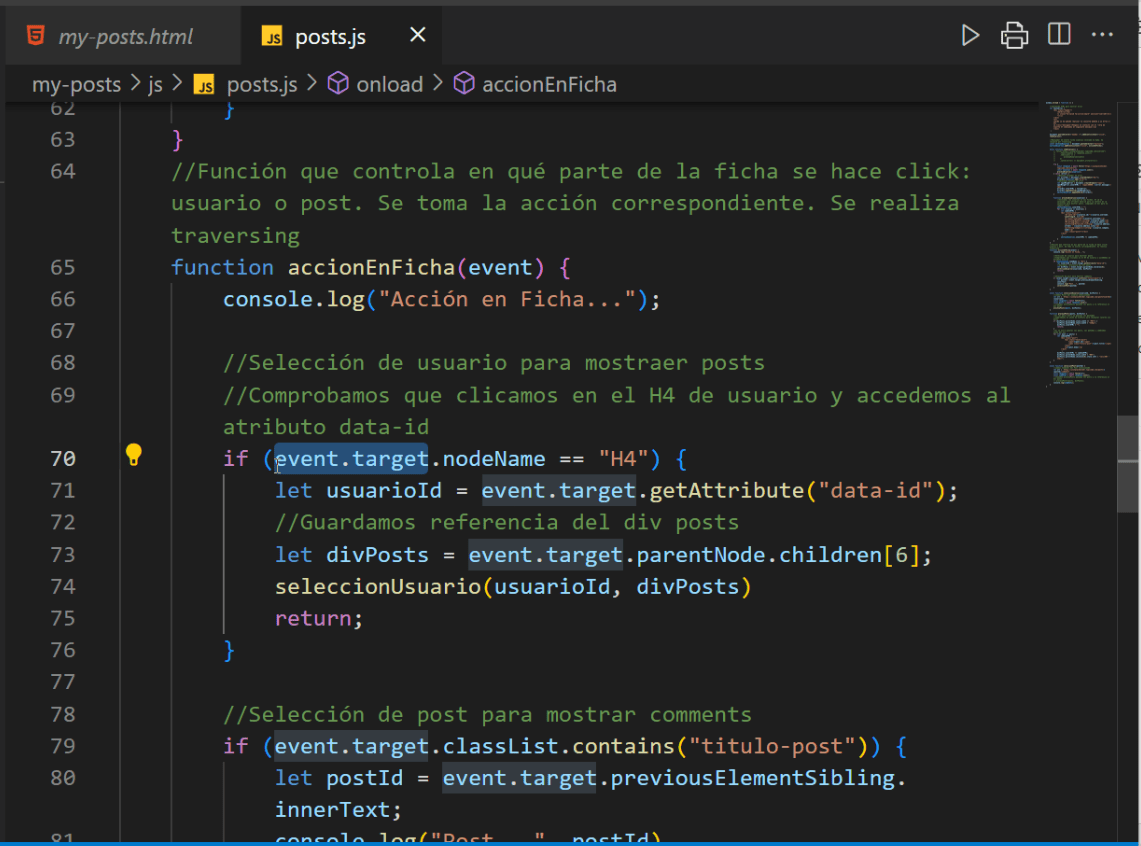 my-posts.html
JS posts.js ×
my-posts > js > JS posts.js > onload > accionEnFicha
62 }
63 }
64 //Función que controla en qué parte de la ficha se hace click:
usuario o post. Se toma la acción correspondiente. Se realiza
traversing
65 function accionEnFicha(event) {
66 console.log("Acción en Ficha...");
67
68 //Selección de usuario para mostraer posts
69 //Comprobamos que clicamos en el H4 de usuario y accedemos al
atributo data-id
70 if (event.target.nodeName == "H4") {
71 let usuarioId = event.target.getAttribute("data-id");
72 //Guardamos referencia del div posts
73 let divPosts = event.target.parentNode.children[6];
74 seleccionUsuario(usuarioId, divPosts)
75 return;
76 }
77
78 //Selección de post para mostrar comments
79 if (event.target.classList.contains("titulo-post")) {
80 let postId = event.target.previousElementSibling.
innerText;
81 console.log("Post